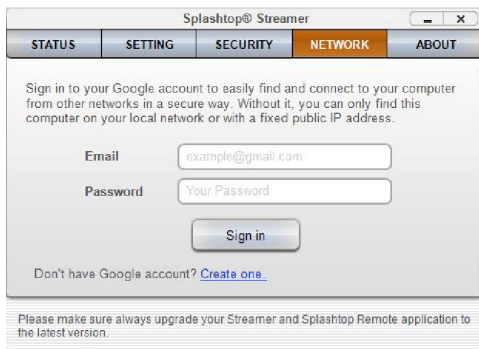 Splashtop® Streamer
STATUS SETTING SECURITY NETWORK ABOUT
Sign in to your Google account to easily find and connect to your computer
from other networks in a secure way. Without it, you can only find this
computer on your local network or with a fixed public IP address.
Email example@gmail.com
Password Your Password
Sign in
Don't have Google account? Create one.
Please make sure always upgrade your Streamer and Splashtop Remote application to
the latest version.